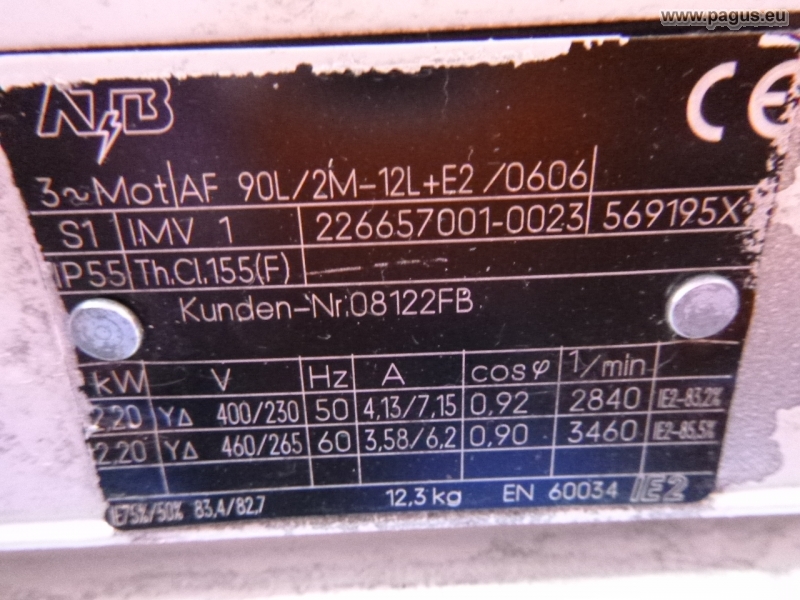 www.pagus.eu
ATB CE
3~Mot AF 90L/2M-12L+E2 /0606
S1 I.MV 1 226657001-0023 569195X
IP55 Th.Cl.155(F) ----
Kunden-Nr.08122FB
kW V Hz A cosφ 1/min
2,20 Y∆ 400/230 50 4,13/7,15 0,92 2840 IE2-83,2%
2,20 Y∆ 460/265 60 3,58/6,2 0,90 3460 IE2-85,5%
IE75%/50% 83,4/82,7 12,3 kg EN 60034 IE2